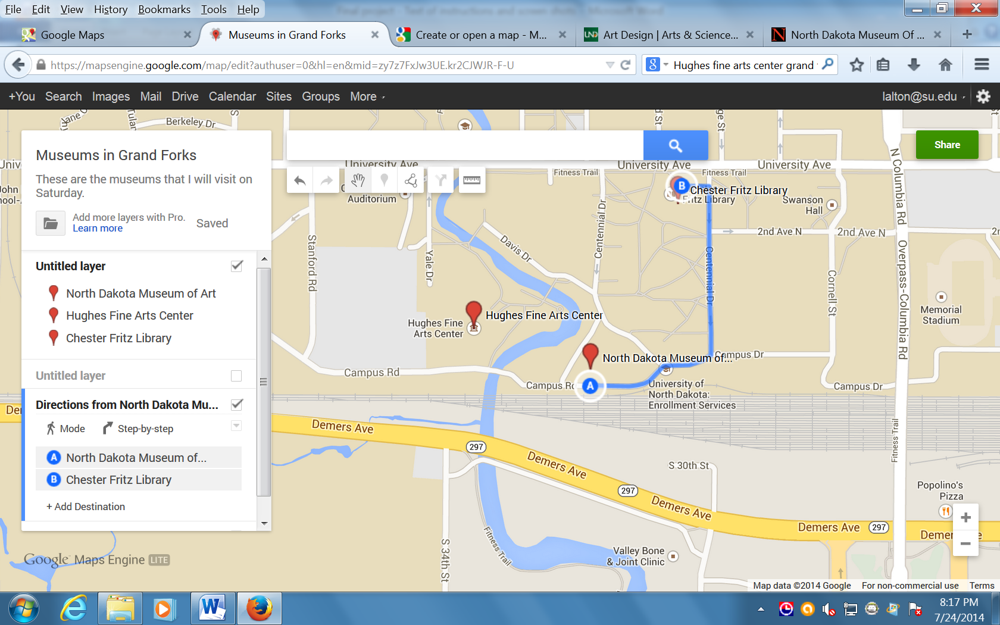 File Edit View History Bookmarks Tools Help
Google Maps
Museums in Grand Forks
Create or open a map - M...
UND Art Design | Arts & Science...
N North Dakota Museum Of ...
https://mapsengine.google.com/map/edit?authuser=0&hl=en&mid=zy7z7FxJw3UE.kr2CJWJR-F-U
Hughes fine arts center grand
+You Search Images Mail Drive Calendar Sites Groups More
lalton@su.edu
Museums in Grand Forks
These are the museums that I will visit on
Saturday.
Add more layers with Pro.
Learn more
Saved
Untitled layer
North Dakota Museum of Art
Hughes Fine Arts Center
Chester Fritz Library
Untitled layer
Directions from North Dakota Mu...
Mode Step-by-step
A North Dakota Museum of...
B Chester Fritz Library
+ Add Destination
Google Maps Engine LITE
Share
Berkeley Dr
University Ave
University Ave
University Ave
Fitness Trail
Fitness Trail
Auditorium
B
Chester Fritz Library
Fritz Library
Swanson
Hall
2nd Ave N
2nd Ave N
Stanford Rd
Yale Dr
Davis Dr
Centennial Dr
Centennial Dr
Cornell St
N Columbia Rd
Overpass-Columbia Rd
Memorial
Stadium
Hughes Fine Arts Center
Hughes Fine
Arts Center
North Dakota Museum of...
Campus Dr
Campus Rd
Campus Rd
A
University of
North Dakota:
Enrollment Services
Campus Dr
Demers Ave
297
Demers Ave
297
Demers Ave
S 30th St
Fitness Trail
Popolino's
Pizza
Demers Ave
297
Fitness Trail
S 34th St
Valley Bone
& Joint Clinic
Map data ©2014 Google For non-commercial use Terms
8:17 PM
7/24/2014